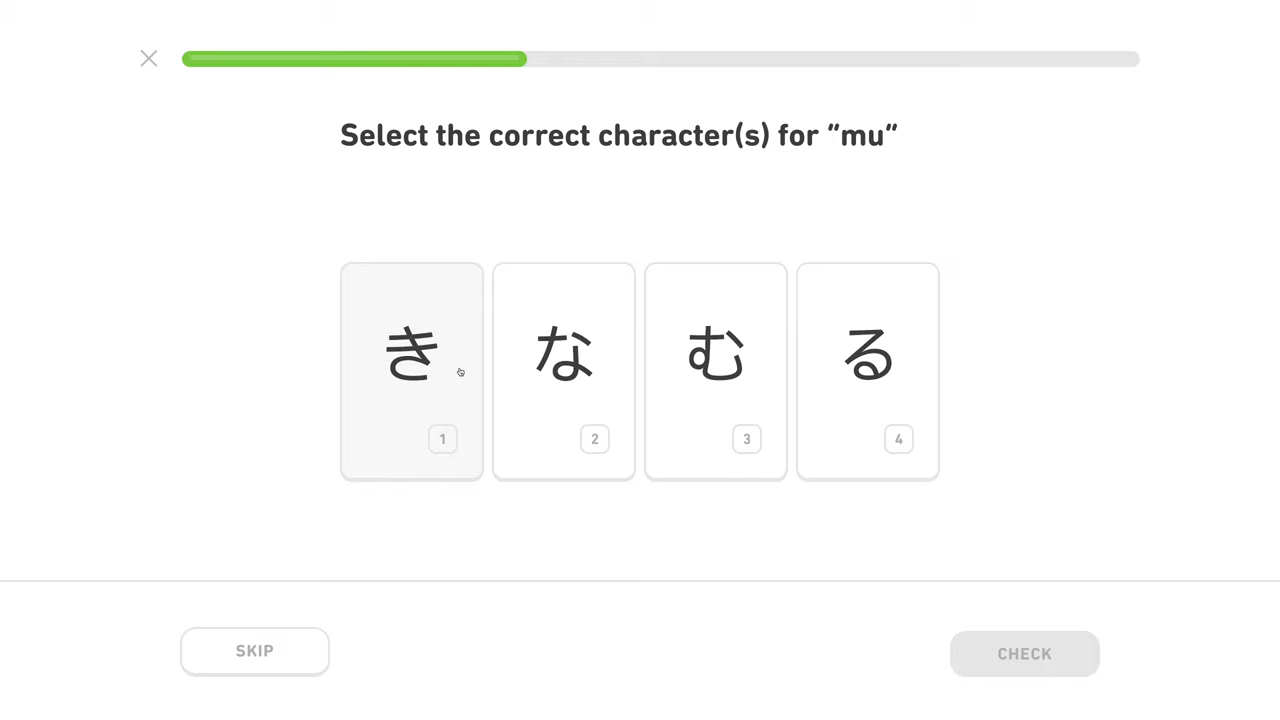 Select the correct character(s) for “mu“
き
な
む
る
1
2
3
4
SKIP
CHECK